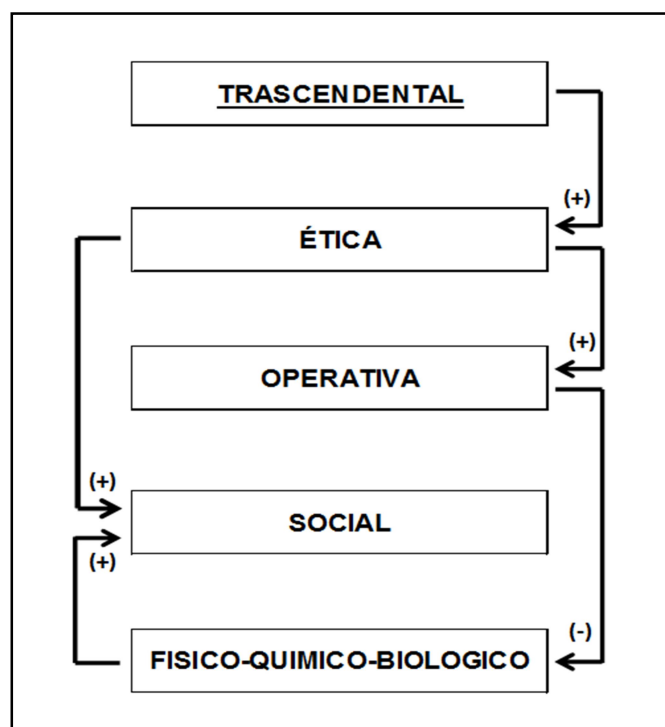 TRASCENDENTAL
(+)
ÉTICA
(+)
OPERATIVA
(+)
SOCIAL
(+)
(-)
FISICO-QUIMICO-BIOLOGICO